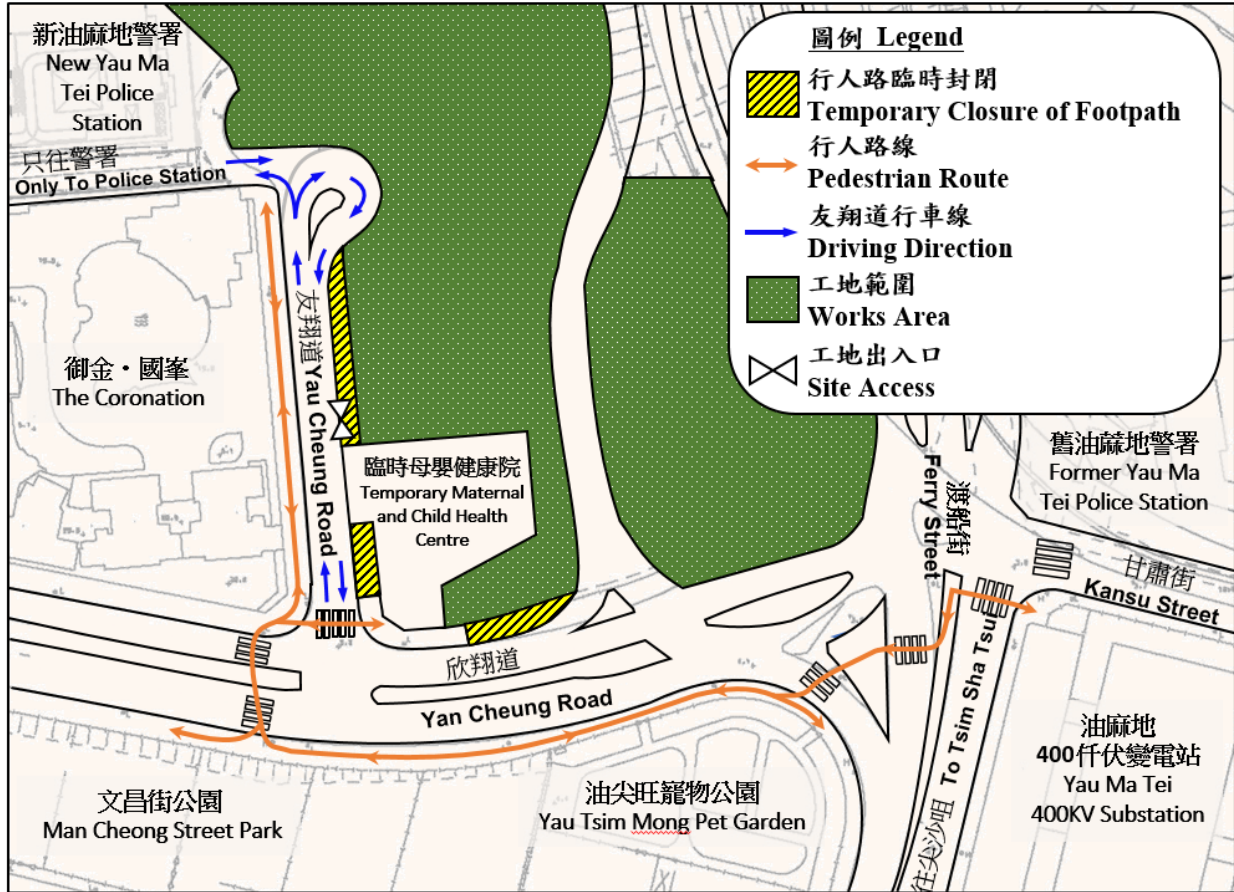 新油麻地警署
New Yau Ma
Tei Police
Station
只往警署
Only To Police Station
圖例 Legend
行人路臨時封閉
Temporary Closure of Footpath
行人路線
Pedestrian Route
友翔道行車線
Driving Direction
工地範圍
Works Area
工地出入口
Site Access
御金・國峯
The Coronation
友翔道 Yau Cheung Road
臨時母嬰健康院
Temporary Maternal
and Child Health
Centre
渡船街
Ferry Street
舊油蔴地警署
Former Yau Ma
Tei Police Station
甘肅街
Kansu Street
欣翔道
Yan Cheung Road
往尖沙咀 To Tsim Sha Tsui
文昌街公園
Man Cheong Street Park
油尖旺寵物公園
Yau Tsim Mong Pet Garden
油麻地
400仟伏變電站
Yau Ma Tei
400KV Substation